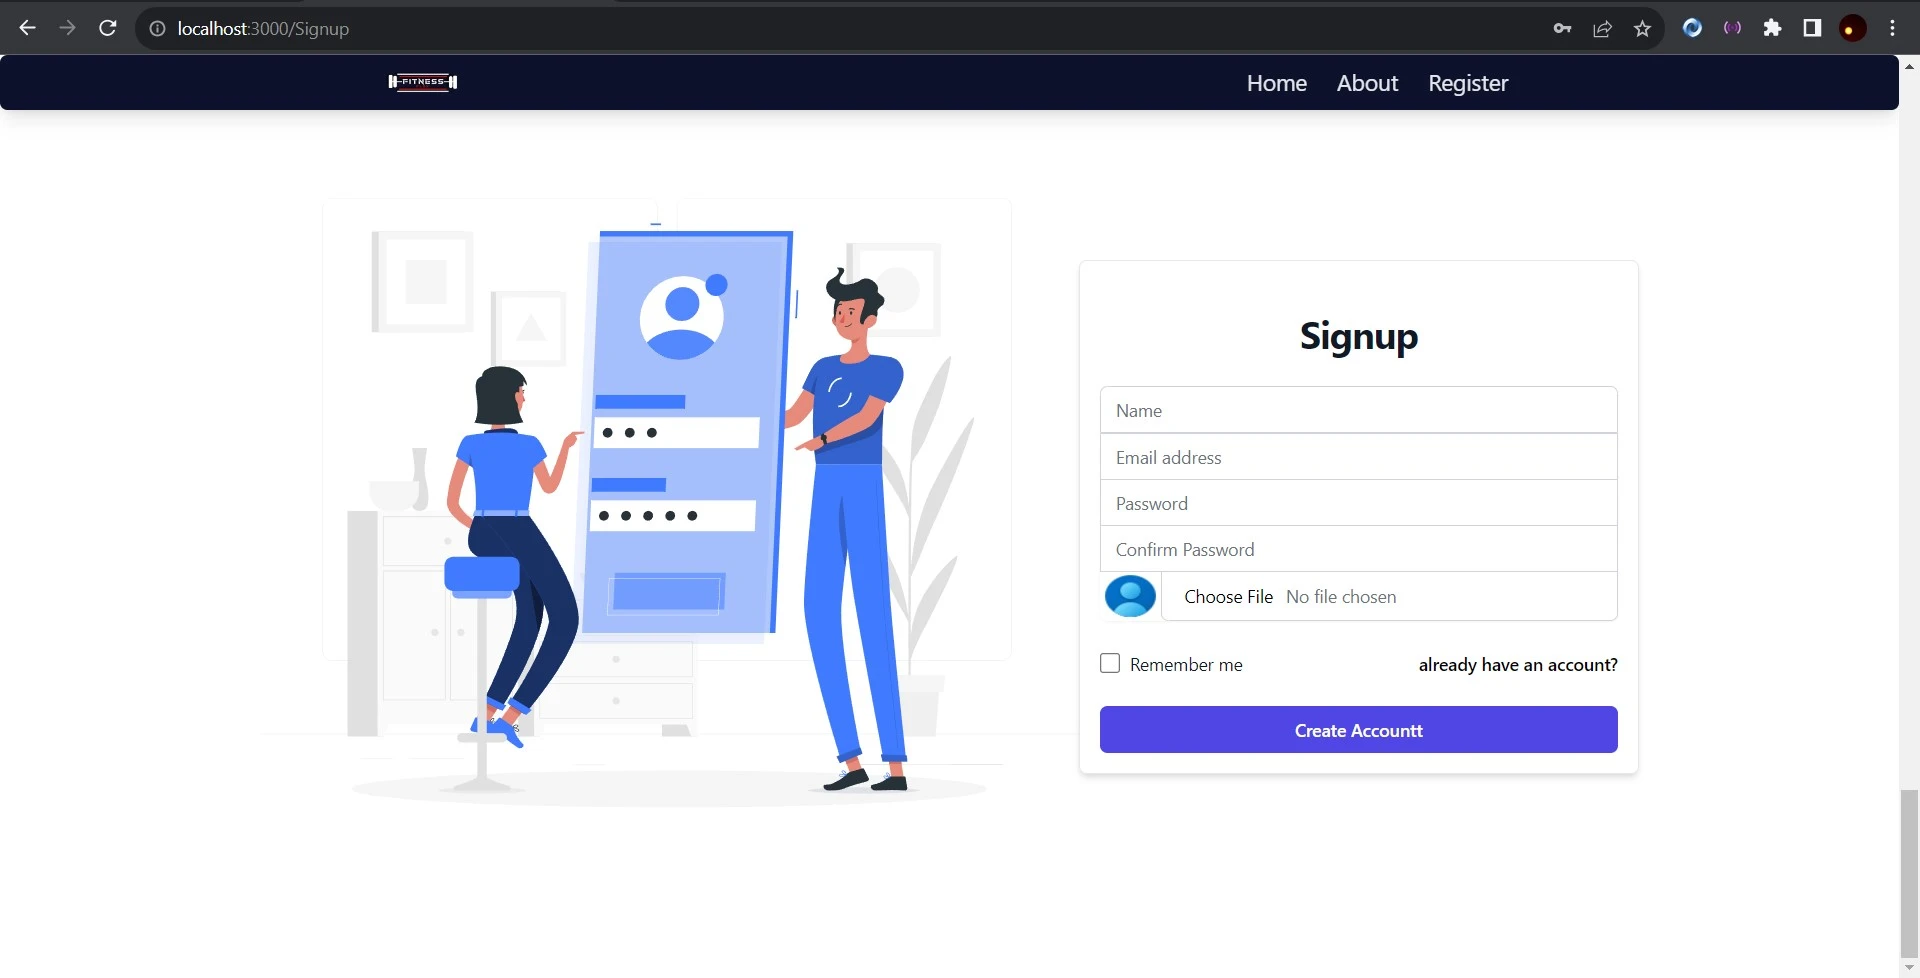 localhost:3000/Signup
FITNESS
Home About Register
Signup
Name
Email address
Password
Confirm Password
Choose File No file chosen
Remember me already have an account?
Create Accountt